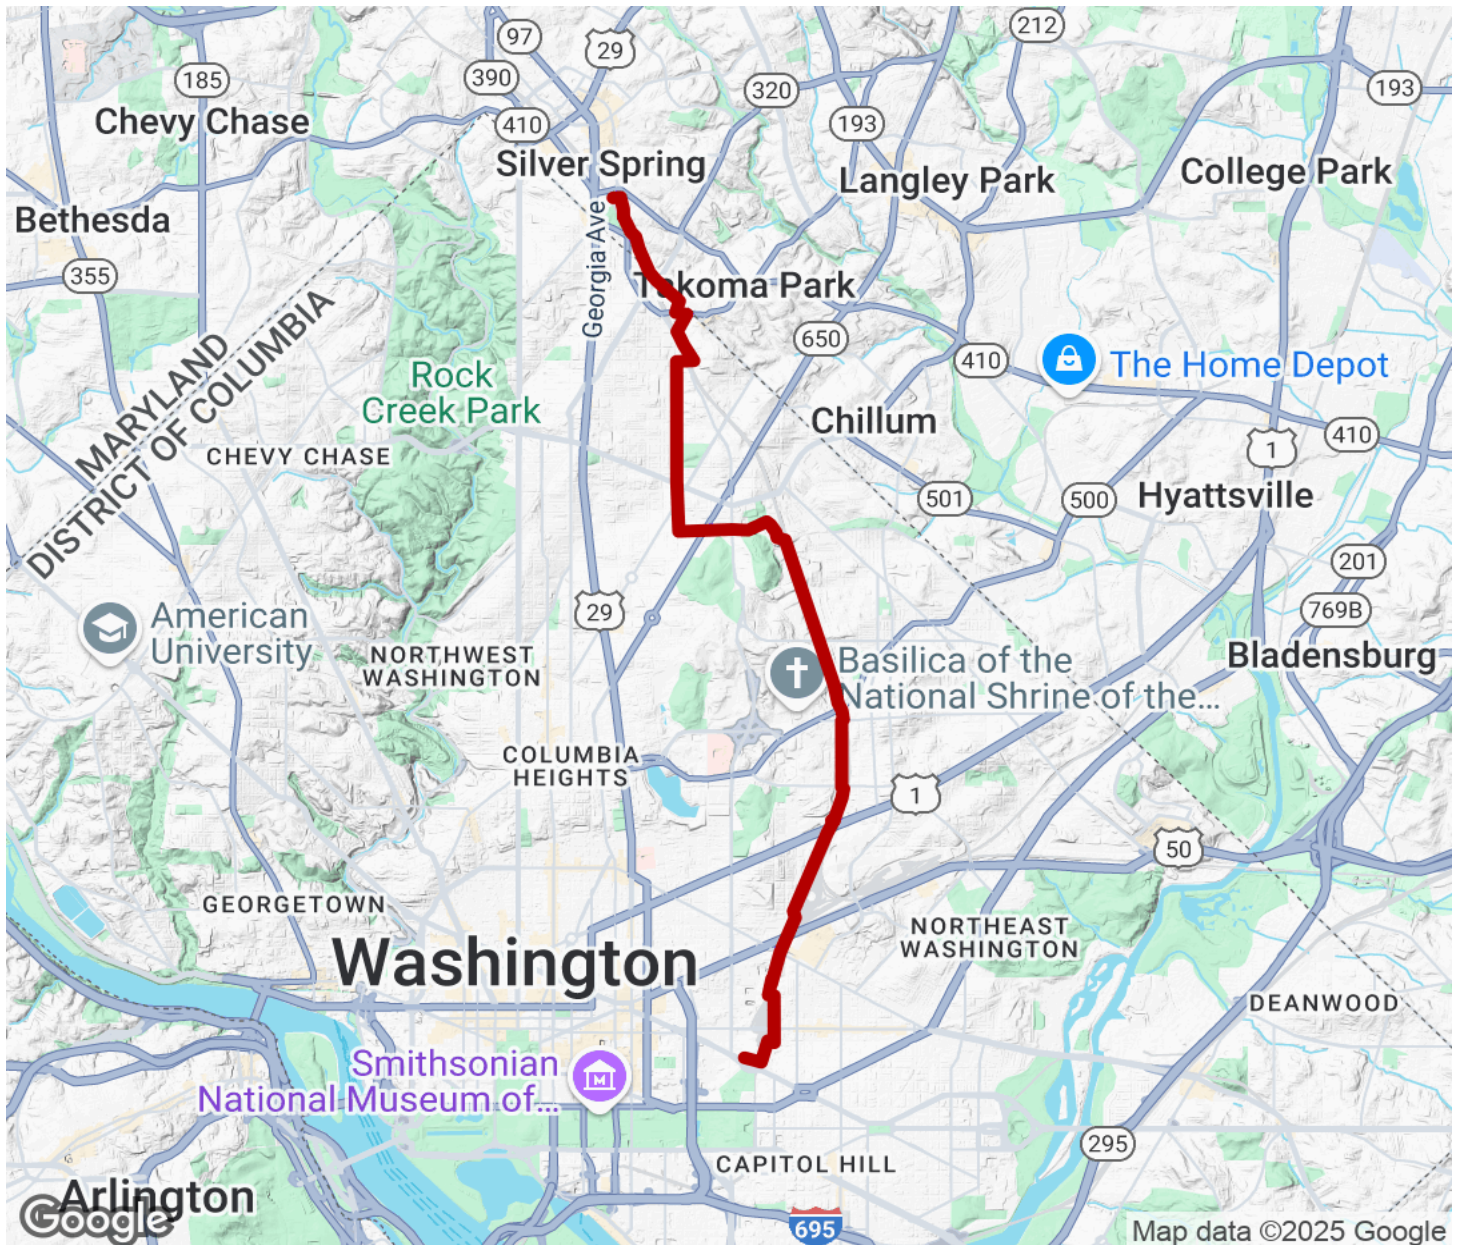 97
29
212
390
185
320
193
193
Chevy Chase
410
Silver Spring
Langley Park
College Park
Bethesda
Georgia Ave
355
Takoma Park
650
MARYLAND
DISTRICT OF COLUMBIA
410
The Home Depot
Rock
Creek Park
Chillum
410
1
CHEVY CHASE
501
500
Hyattsville
201
29
769B
American
University
NORTHWEST
WASHINGTON
Basilica of the
National Shrine of the...
Bladensburg
COLUMBIA
HEIGHTS
1
50
GEORGETOWN
NORTHEAST
WASHINGTON
Washington
DEANWOOD
Smithsonian
National Museum of...
295
CAPITOL HILL
Arlington
Google
695
Map data ©2025 Google